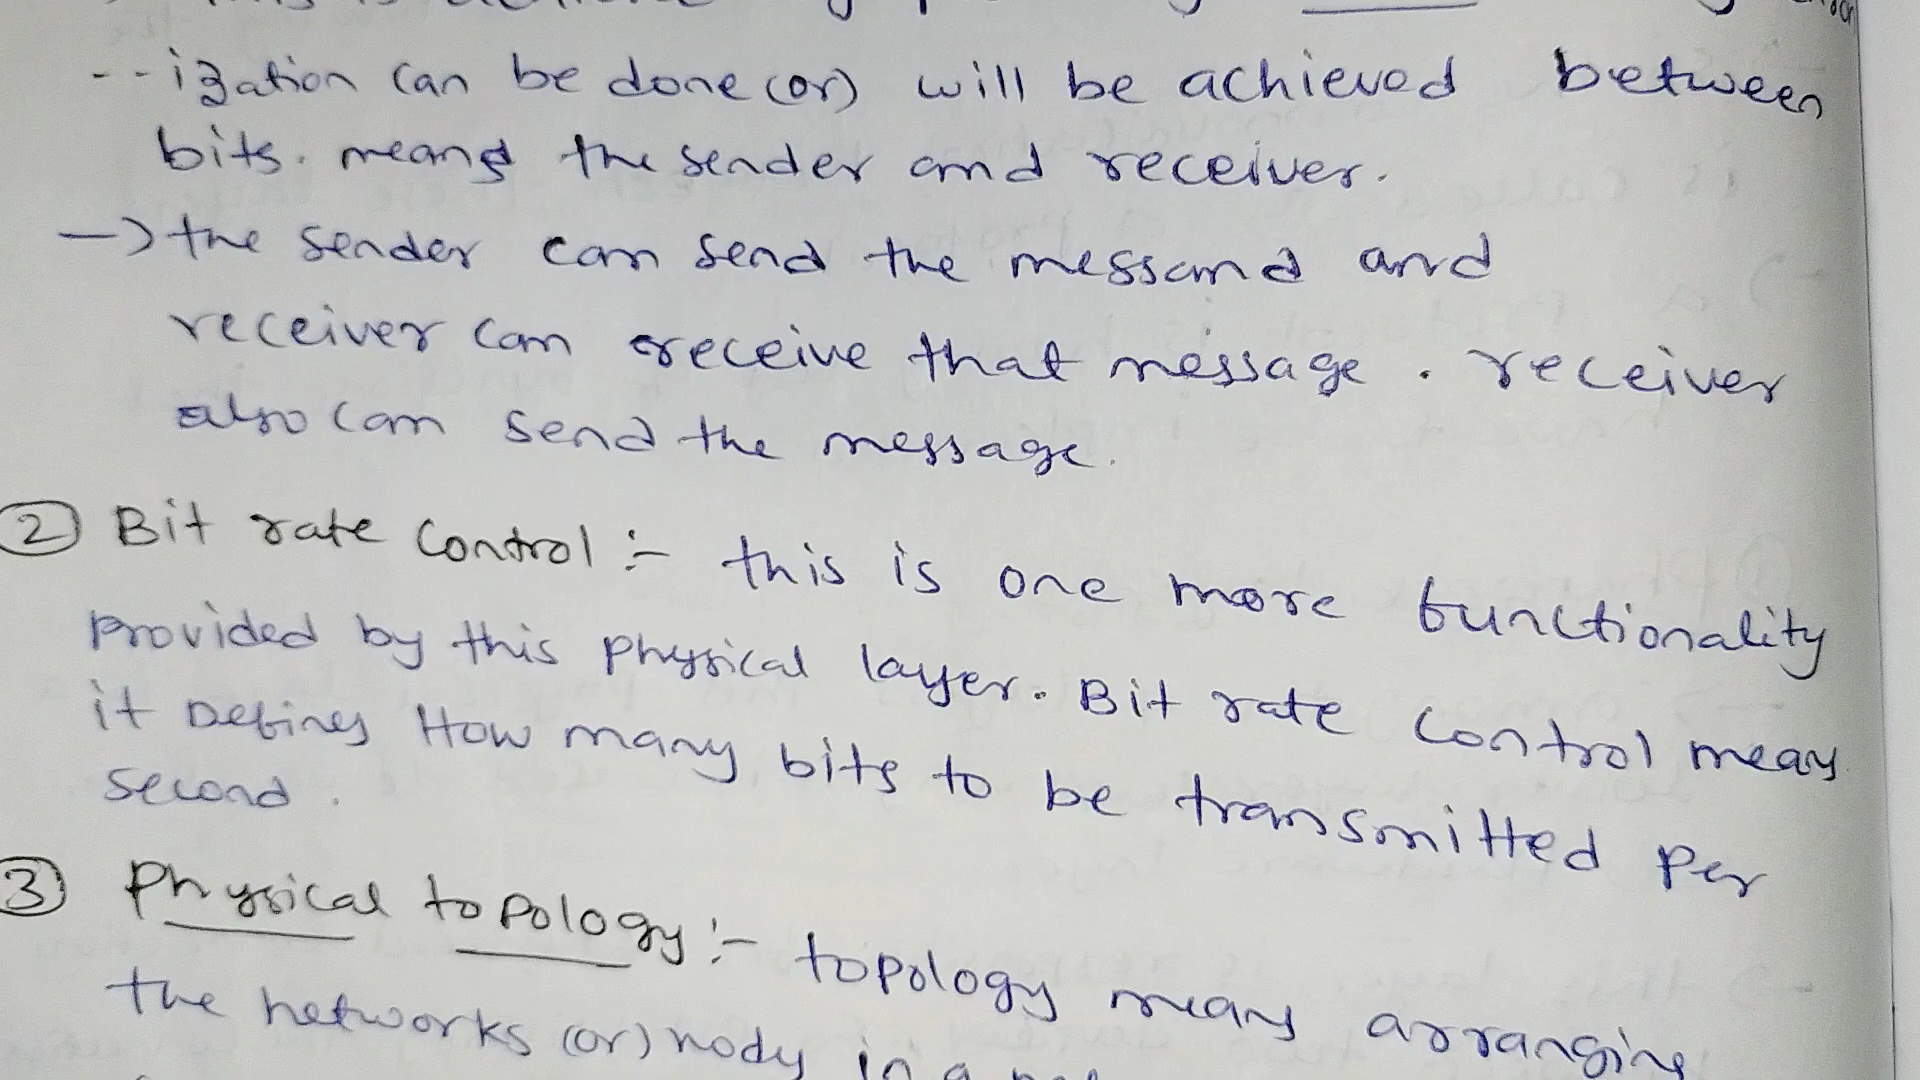 --ization can be done (or) will be achieved between
bits. means the sender and receiver.
-> the sender can send the messand and
receiver can receive that message. receiver
also can send the message.
② Bit rate Control :- this is one more functionality
provided by this physical layer. Bit rate control means
it Defines How many bits to be transmitted Per
second.
③ Physical topology :- topology means arranging
the networks (or) nody in a